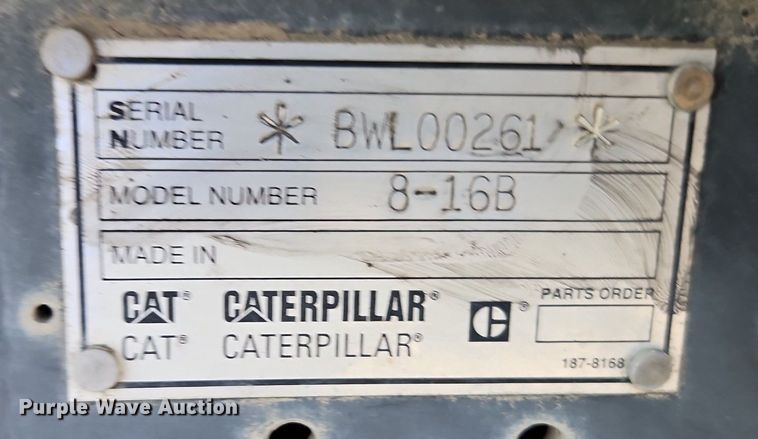 SERIAL
NUMBER * BWL00261 *
MODEL NUMBER 8-16B
MADE IN
CAT® CATERPILLAR® C® PARTS ORDER
CAT® CATERPILLAR®
187-8168
Purple Wave Auction